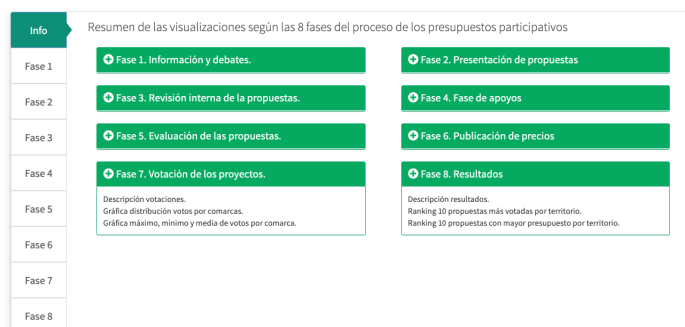 Info
Resumen de las visualizaciones según las 8 fases del proceso de los presupuestos participativos
Fase 1
Fase 2
Fase 3
Fase 4
Fase 5
Fase 6
Fase 7
Fase 8
Fase 1. Información y debates.
Fase 2. Presentación de propuestas
Fase 3. Revisión interna de la propuestas.
Fase 4. Fase de apoyos
Fase 5. Evaluación de las propuestas.
Fase 6. Publicación de precios
Fase 7. Votación de los proyectos.
Descripción votaciones.
Gráfica distribución votos por comarcas.
Gráfica máximo, mínimo y media de votos por comarca.
Fase 8. Resultados
Descripción resultados.
Ranking 10 propuestas más votadas por territorio.
Ranking 10 propuestas con mayor presupuesto por territorio.